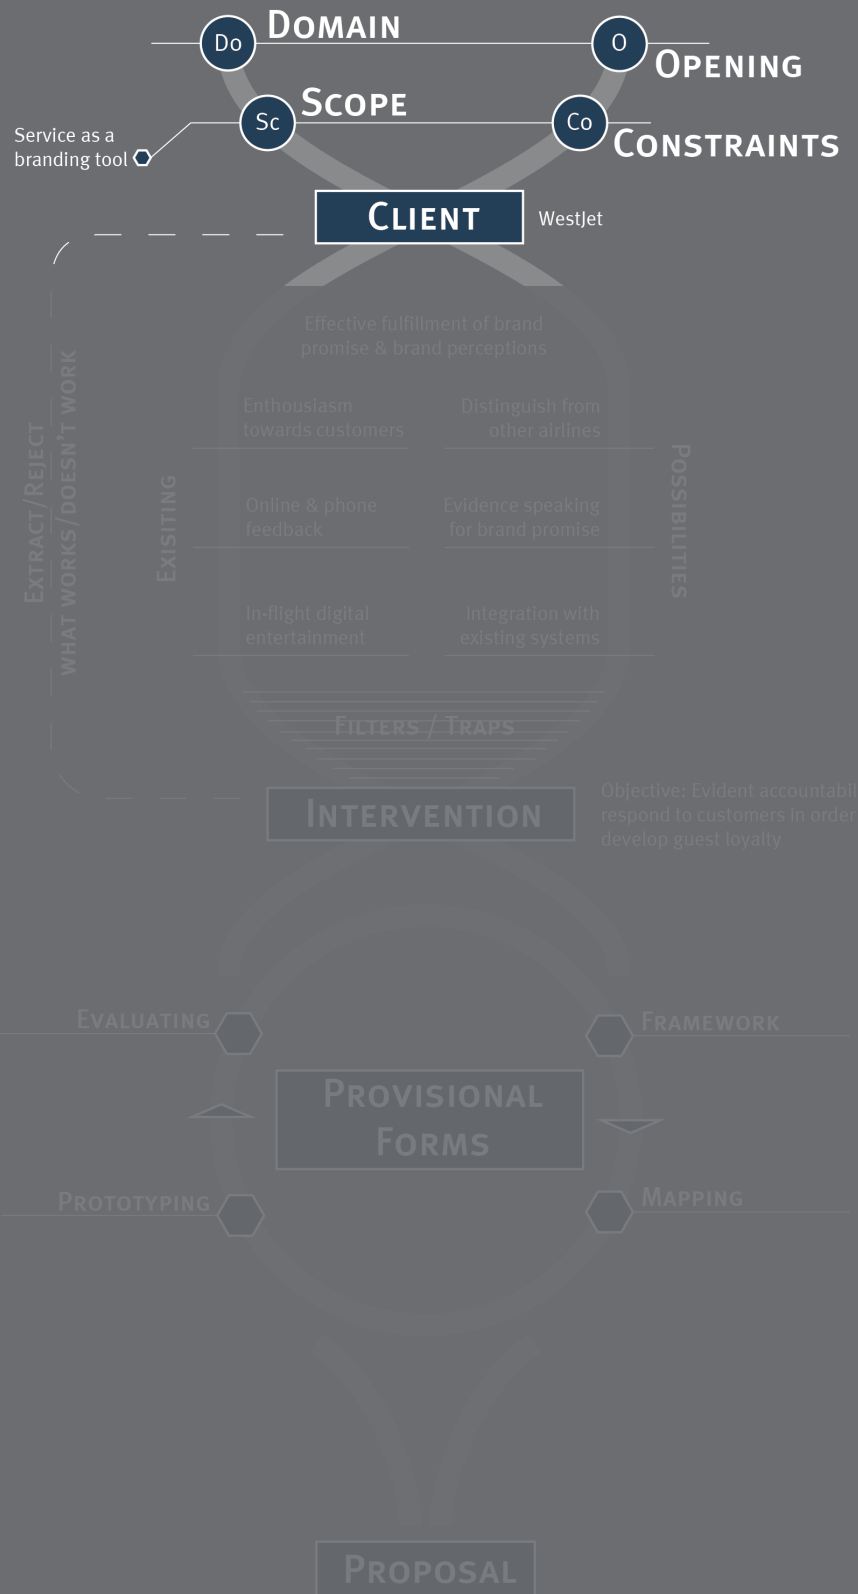 Do
DOMAIN
O
OPENING
Sc
SCOPE
Co
CONSTRAINTS
Service as a
branding tool
CLIENT
WestJet
Effective fulfillment of brand
promise & brand perceptions
Enthousiasm
towards customers
Distinguish from
other airlines
EXTRACT/REJECT
WHAT WORKS/DOESN'T WORK
EXISITING
POSSIBILITIES
Online & phone
feedback
Evidence speaking
for brand promise
In-flight digital
entertainment
Integration with
existing systems
FILTERS / TRAPS
INTERVENTION
Objective: Evident accountabil
respond to customers in order
develop guest loyalty
EVALUATING
FRAMEWORK
PROVISIONAL
FORMS
PROTOTYPING
MAPPING
PROPOSAL